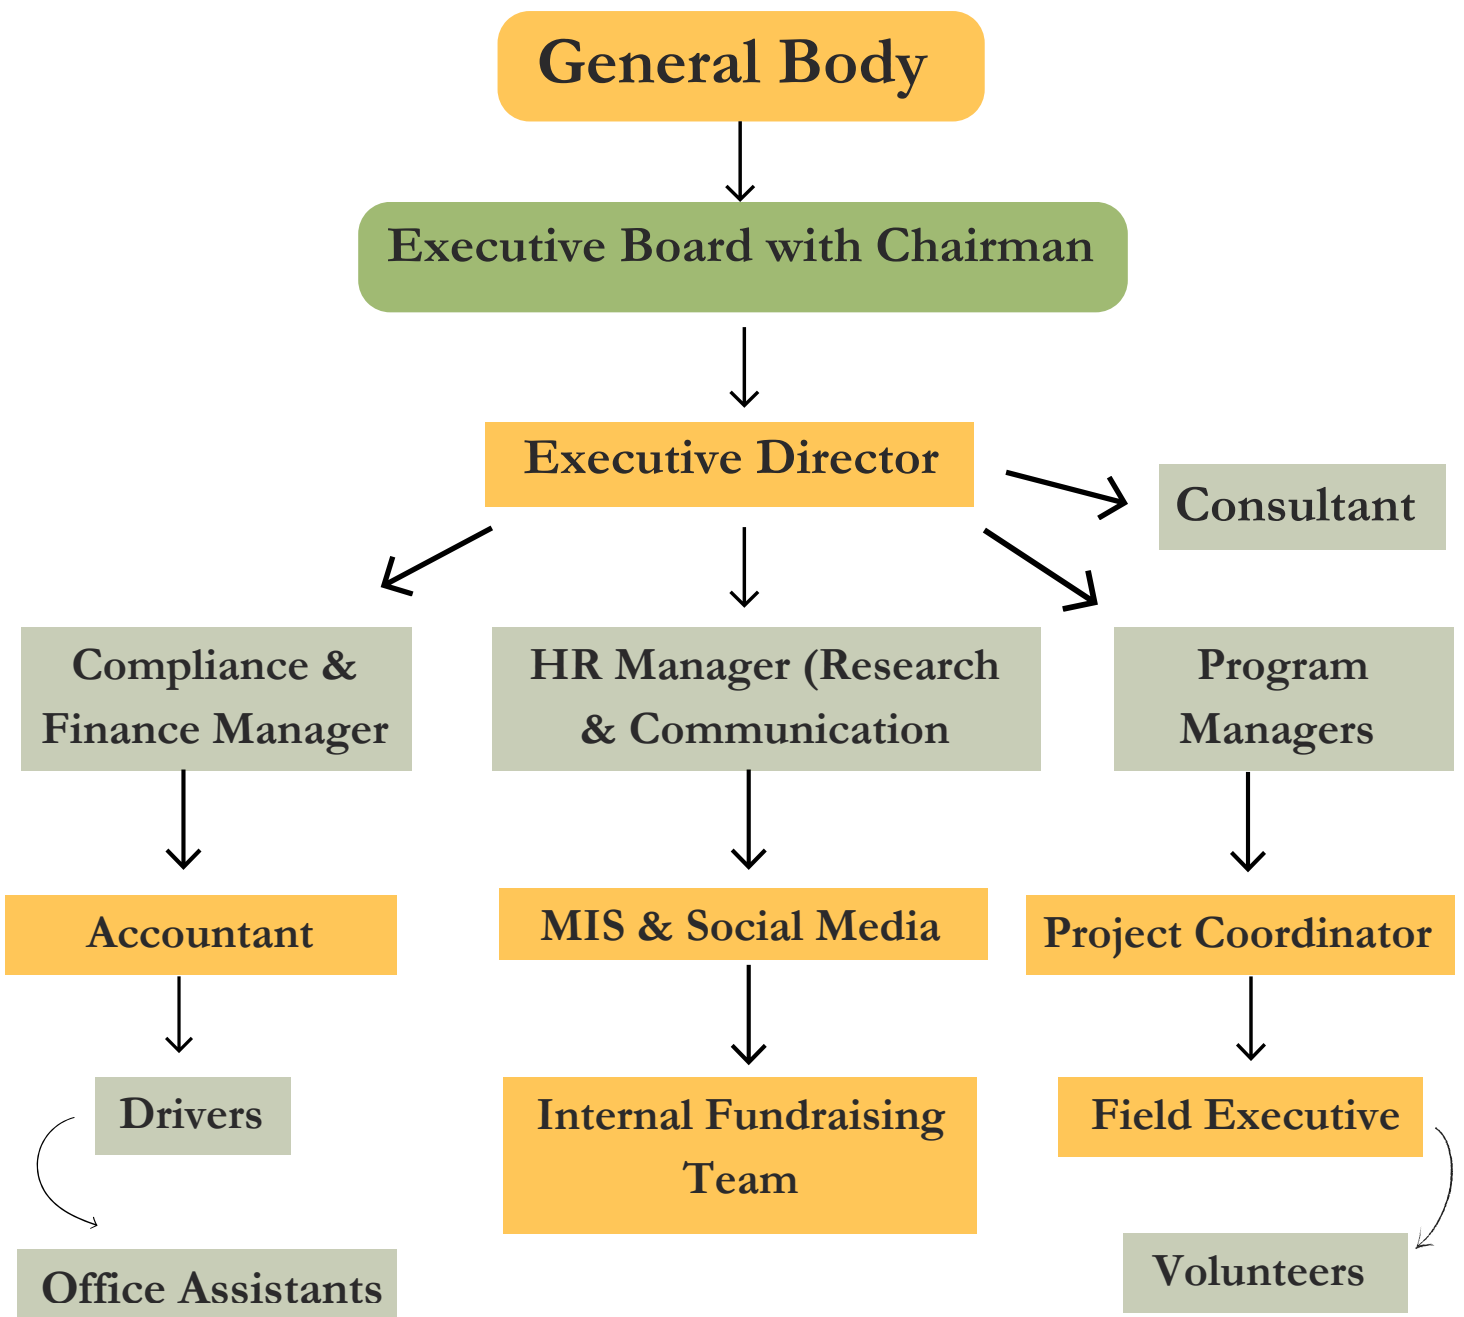 General Body
Executive Board with Chairman
Executive Director
Consultant
Compliance &
Finance Manager
HR Manager (Research
& Communication
Program
Managers
Accountant
MIS & Social Media
Project Coordinator
Drivers
Internal Fundraising
Team
Field Executive
Office Assistants
Volunteers